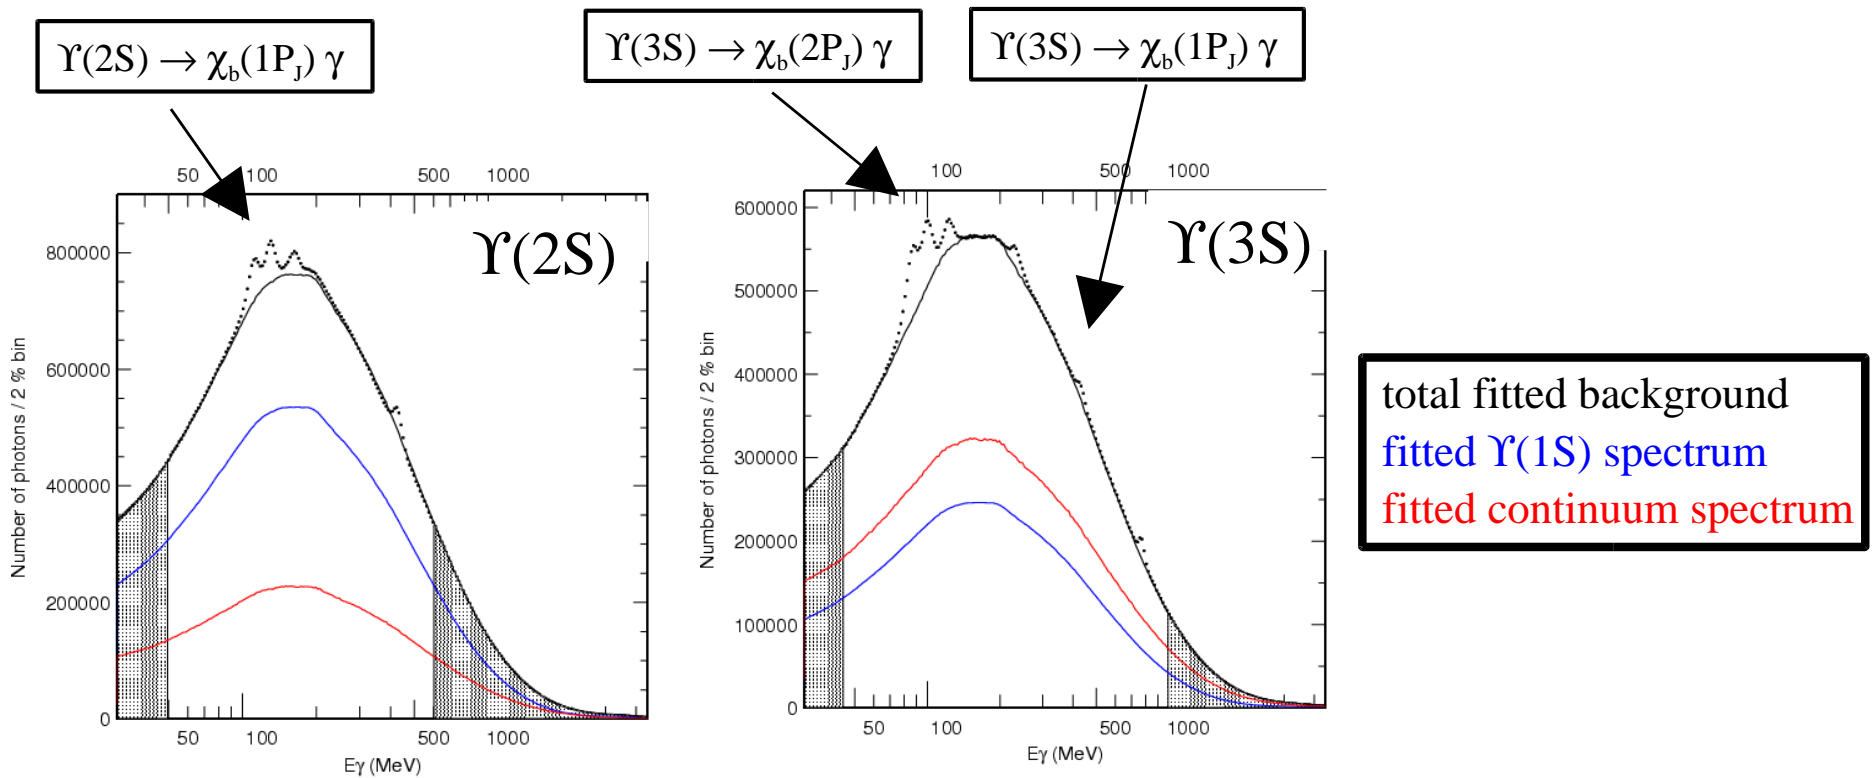 ϒ(2S) → χb(1PJ) γ
ϒ(3S) → χb(2PJ) γ
ϒ(3S) → χb(1PJ) γ
50 100 500 1000
ϒ(2S)
800000
600000
400000
200000
0
Number of photons / 2 % bin
50 100 500 1000
Eγ (MeV)
100 500 1000
ϒ(3S)
600000
500000
400000
300000
200000
100000
0
Number of photons / 2 % bin
50 100 500 1000
Eγ (MeV)
total fitted background
fitted ϒ(1S) spectrum
fitted continuum spectrum